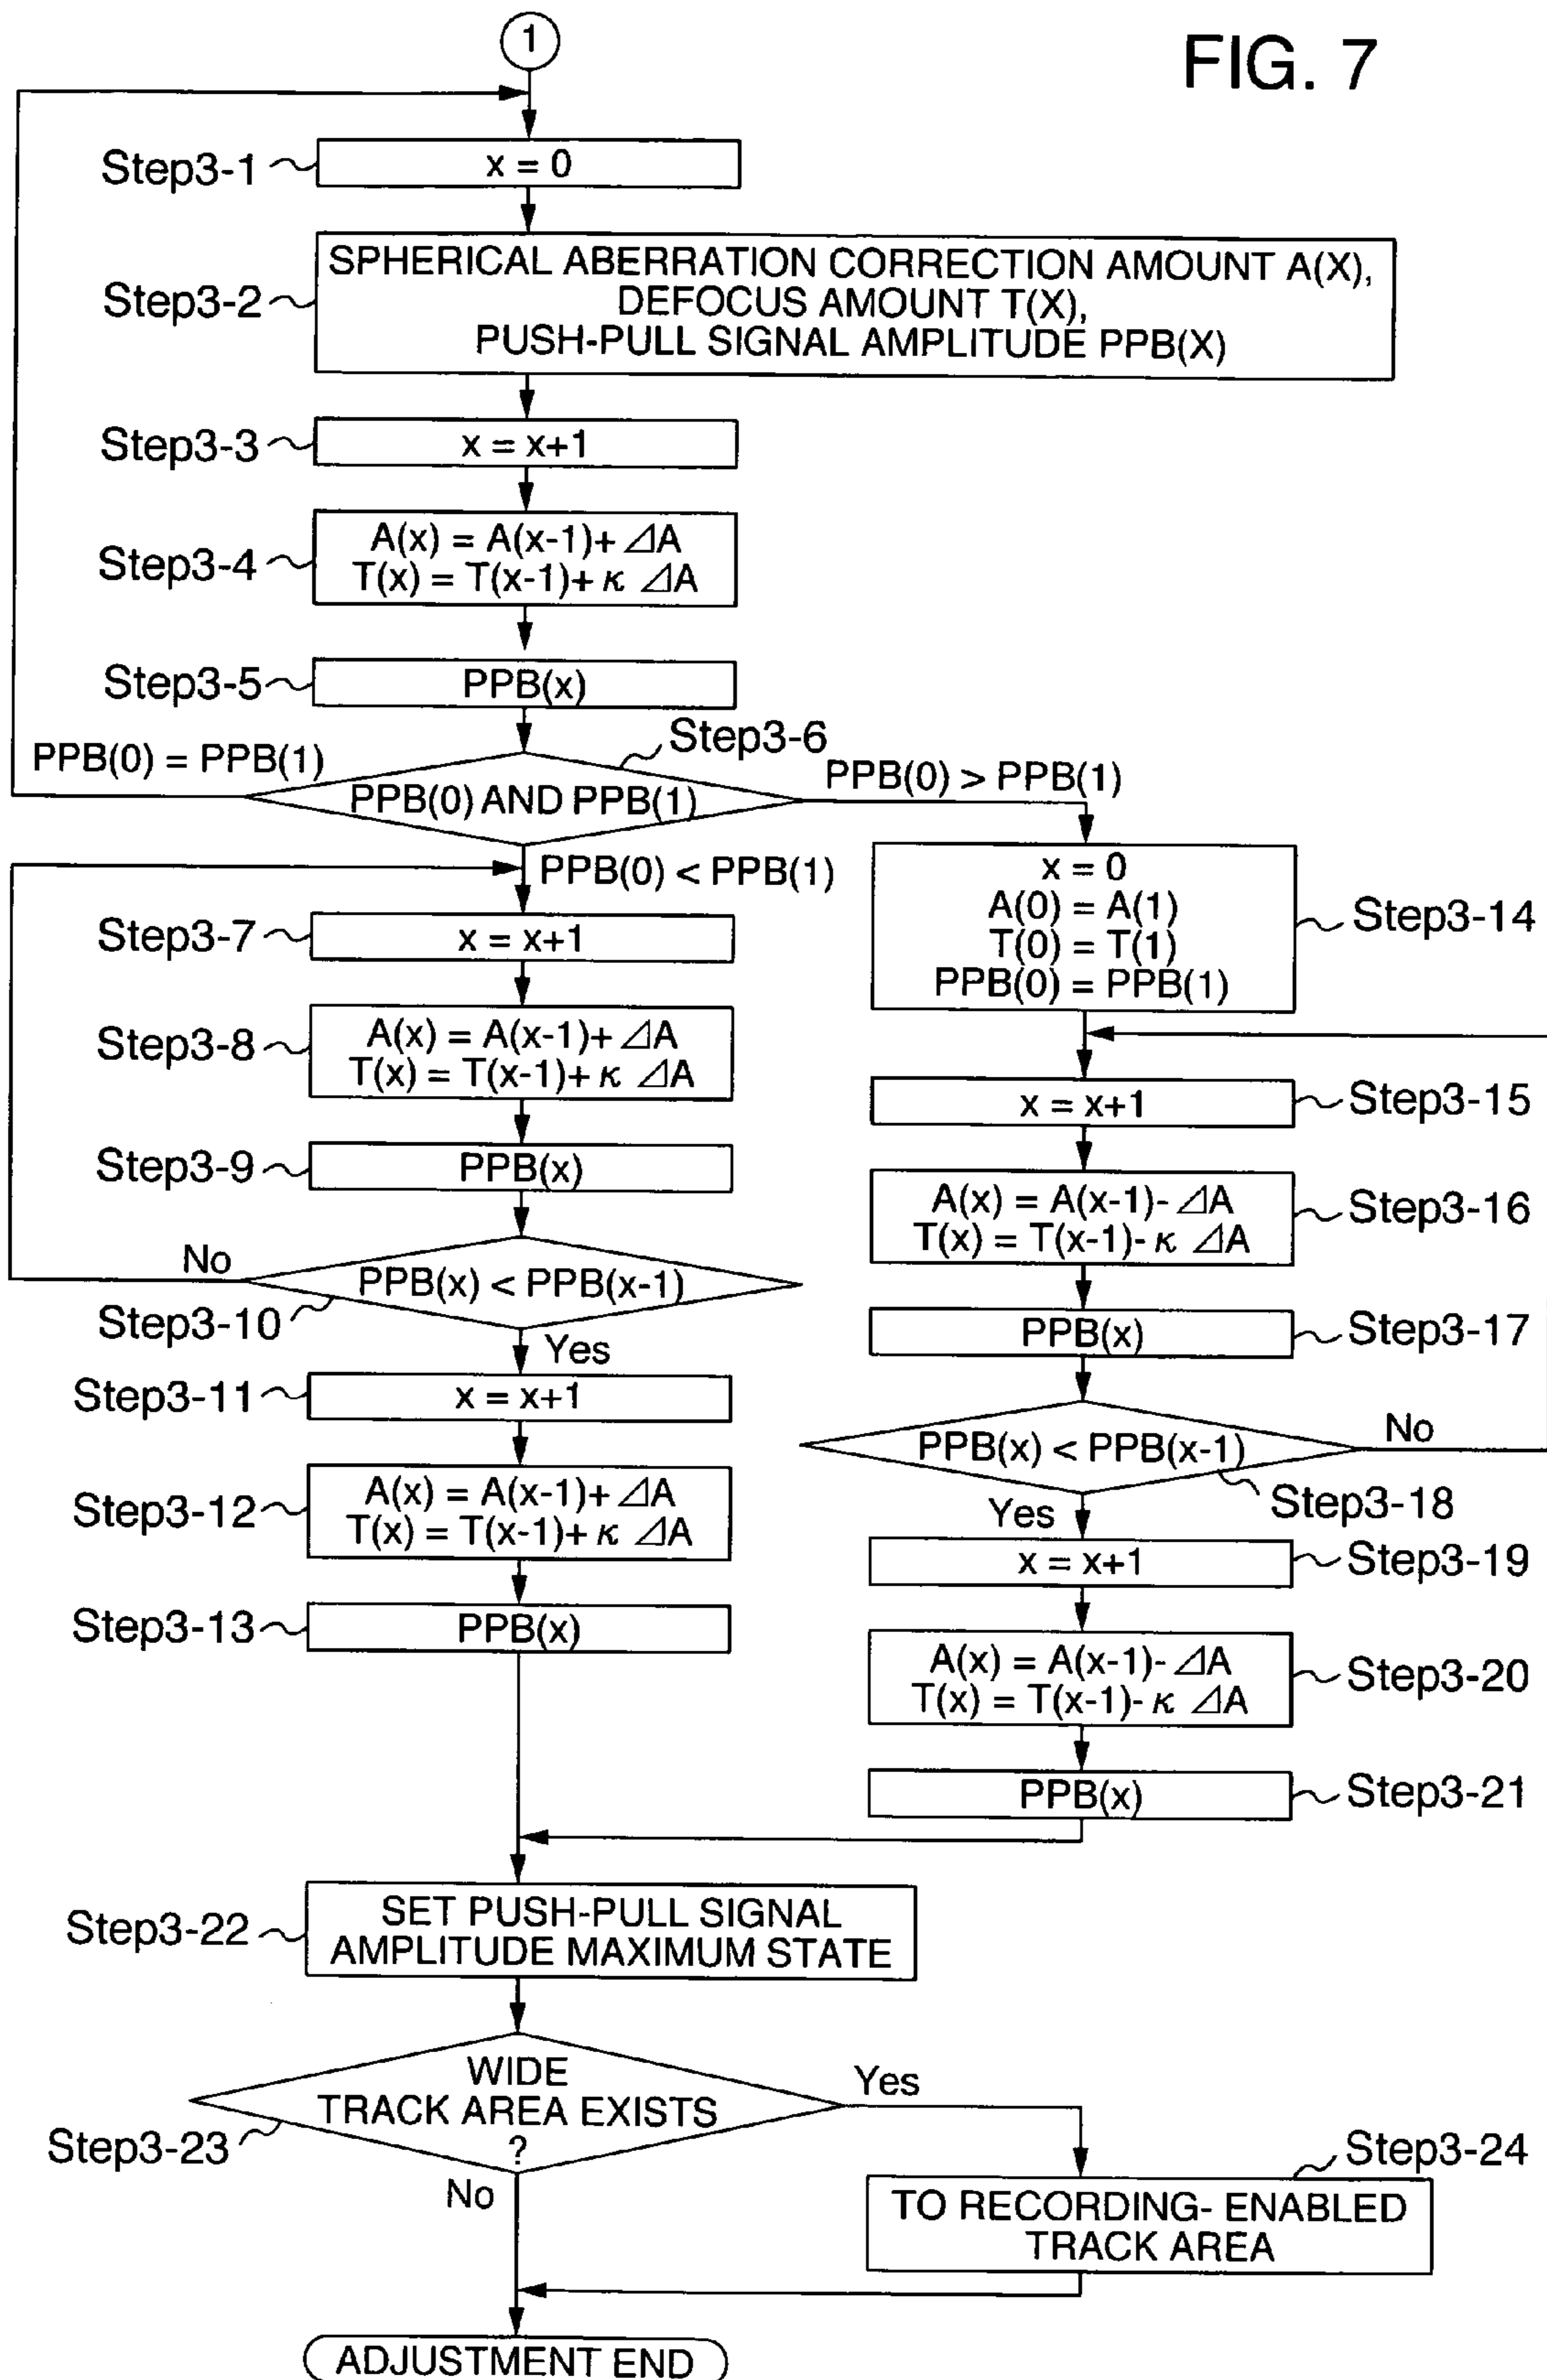 FIG. 7
1
Step3-1
x = 0
Step3-2
SPHERICAL ABERRATION CORRECTION AMOUNT A(X),
DEFOCUS AMOUNT T(X),
PUSH-PULL SIGNAL AMPLITUDE PPB(X)
Step3-3
x = x+1
Step3-4
A(x) = A(x-1)+ ⊿A
T(x) = T(x-1)+ κ ⊿A
Step3-5
PPB(x)
Step3-6
PPB(0) = PPB(1)
PPB(0) AND PPB(1)
PPB(0) > PPB(1)
PPB(0) < PPB(1)
Step3-7
x = x+1
Step3-8
A(x) = A(x-1)+ ⊿A
T(x) = T(x-1)+ κ ⊿A
Step3-9
PPB(x)
No
PPB(x) < PPB(x-1)
Step3-10
Yes
Step3-11
x = x+1
Step3-12
A(x) = A(x-1)+ ⊿A
T(x) = T(x-1)+ κ ⊿A
Step3-13
PPB(x)
x = 0
A(0) = A(1)
T(0) = T(1)
PPB(0) = PPB(1)
Step3-14
x = x+1
Step3-15
A(x) = A(x-1)- ⊿A
T(x) = T(x-1)- κ ⊿A
Step3-16
PPB(x)
Step3-17
PPB(x) < PPB(x-1)
No
Step3-18
Yes
x = x+1
Step3-19
A(x) = A(x-1)- ⊿A
T(x) = T(x-1)- κ ⊿A
Step3-20
PPB(x)
Step3-21
Step3-22
SET PUSH-PULL SIGNAL
AMPLITUDE MAXIMUM STATE
WIDE
TRACK AREA EXISTS
?
Step3-23
Yes
No
Step3-24
TO RECORDING- ENABLED
TRACK AREA
ADJUSTMENT END